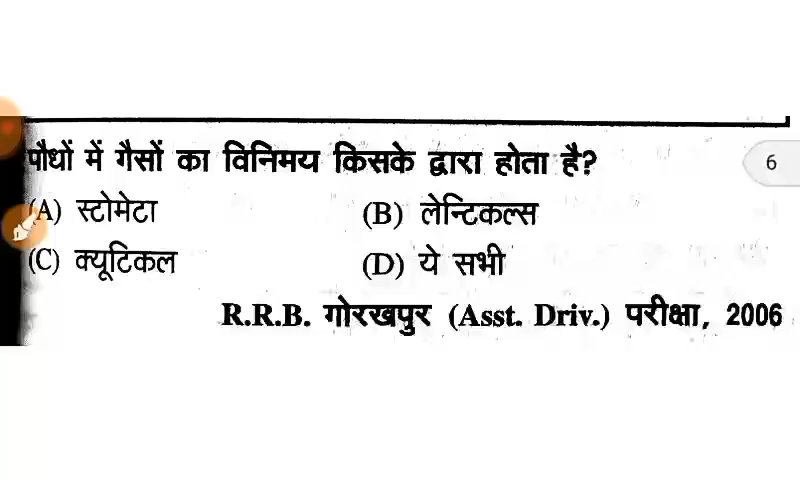 पौधों में गैसों का विनिमय किसके द्वारा होता है?
6
(A) स्टोमेटा (B) लेन्टिकल्स
(C) क्यूटिकल (D) ये सभी
R.R.B. गोरखपुर (Asst. Driv.) परीक्षा, 2006